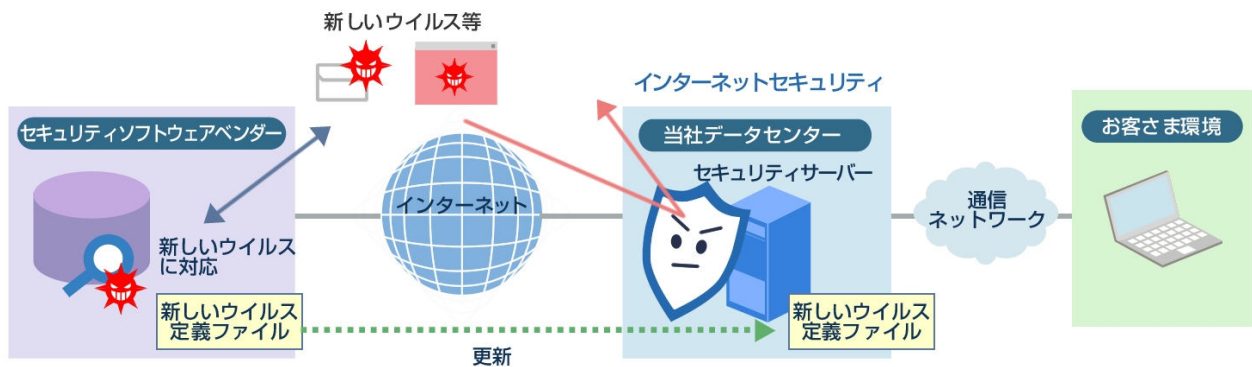 新しいウイルス等
インターネットセキュリティ
セキュリティソフトウェアベンダー
当社データセンター
お客さま環境
セキュリティサーバー
インターネット
通信
ネットワーク
新しいウイルス
に対応
新しいウイルス
定義ファイル
新しいウイルス
定義ファイル
更新